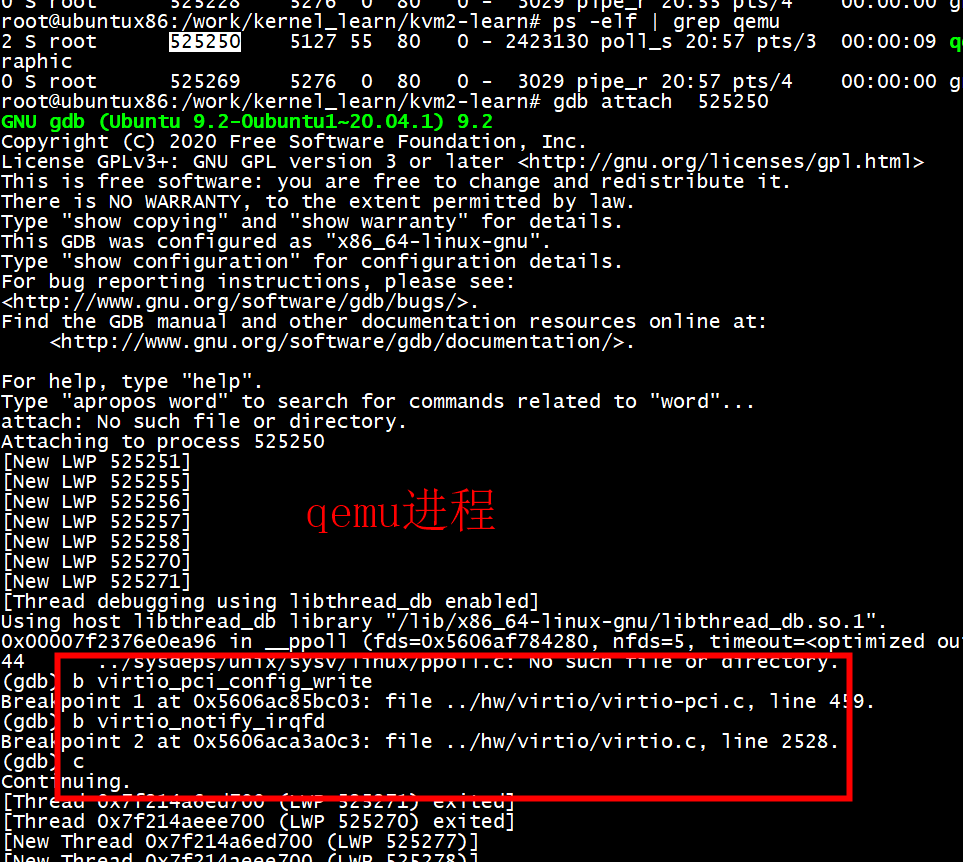 0 S root      525228    5276  0  80   0 -  3029 pipe_r 20:55 pts/4    00:00:00 g
root@ubuntux86:/work/kernel_learn/kvm2-learn# ps -elf | grep qemu
2 S root      525250    5127 55  80   0 - 2423130 poll_s 20:57 pts/3  00:00:09 q
raphic
0 S root      525269    5276  0  80   0 -  3029 pipe_r 20:57 pts/4    00:00:00 g
root@ubuntux86:/work/kernel_learn/kvm2-learn# gdb attach  525250
GNU gdb (Ubuntu 9.2-0ubuntu1~20.04.1) 9.2
Copyright (C) 2020 Free Software Foundation, Inc.
License GPLv3+: GNU GPL version 3 or later <http://gnu.org/licenses/gpl.html>
This is free software: you are free to change and redistribute it.
There is NO WARRANTY, to the extent permitted by law.
Type "show copying" and "show warranty" for details.
This GDB was configured as "x86_64-linux-gnu".
Type "show configuration" for configuration details.
For bug reporting instructions, please see:
<http://www.gnu.org/software/gdb/bugs/>.
Find the GDB manual and other documentation resources online at:
    <http://www.gnu.org/software/gdb/documentation/>.
For help, type "help".
Type "apropos word" to search for commands related to "word"...
attach: No such file or directory.
Attaching to process 525250
[New LWP 525251]
[New LWP 525255]
[New LWP 525256]
[New LWP 525257]
[New LWP 525258]
[New LWP 525270]
[New LWP 525271]
qemu进程
[Thread debugging using libthread_db enabled]
Using host libthread_db library "/lib/x86_64-linux-gnu/libthread_db.so.1".
0x00007f2376e0ea96 in __ppoll (fds=0x5606af784280, nfds=5, timeout=<optimized ou
44      ../sysdeps/unix/sysv/linux/ppoll.c: No such file or directory.
(gdb) b virtio_pci_config_write
Breakpoint 1 at 0x5606ac85bc03: file ../hw/virtio/virtio-pci.c, line 459.
(gdb) b virtio_notify_irqfd
Breakpoint 2 at 0x5606aca3a0c3: file ../hw/virtio/virtio.c, line 2528.
(gdb) c
Continuing.
[Thread 0x7f214a6ed700 (LWP 525271) exited]
[Thread 0x7f214aeee700 (LWP 525270) exited]
[New Thread 0x7f214a6ed700 (LWP 525277)]
[New Thread 0x7f214aeee700 (LWP 525278)]